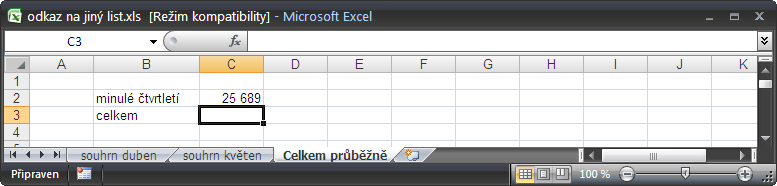 odkaz na jiný list.xls [Režim kompatibility] - Microsoft Excel
C3 fx
A B C D E F G H I J K
1
2 minulé čtvrtletí 25 689
3 celkem
4
souhrn duben souhrn květen Celkem průběžně
Připraven 100 %